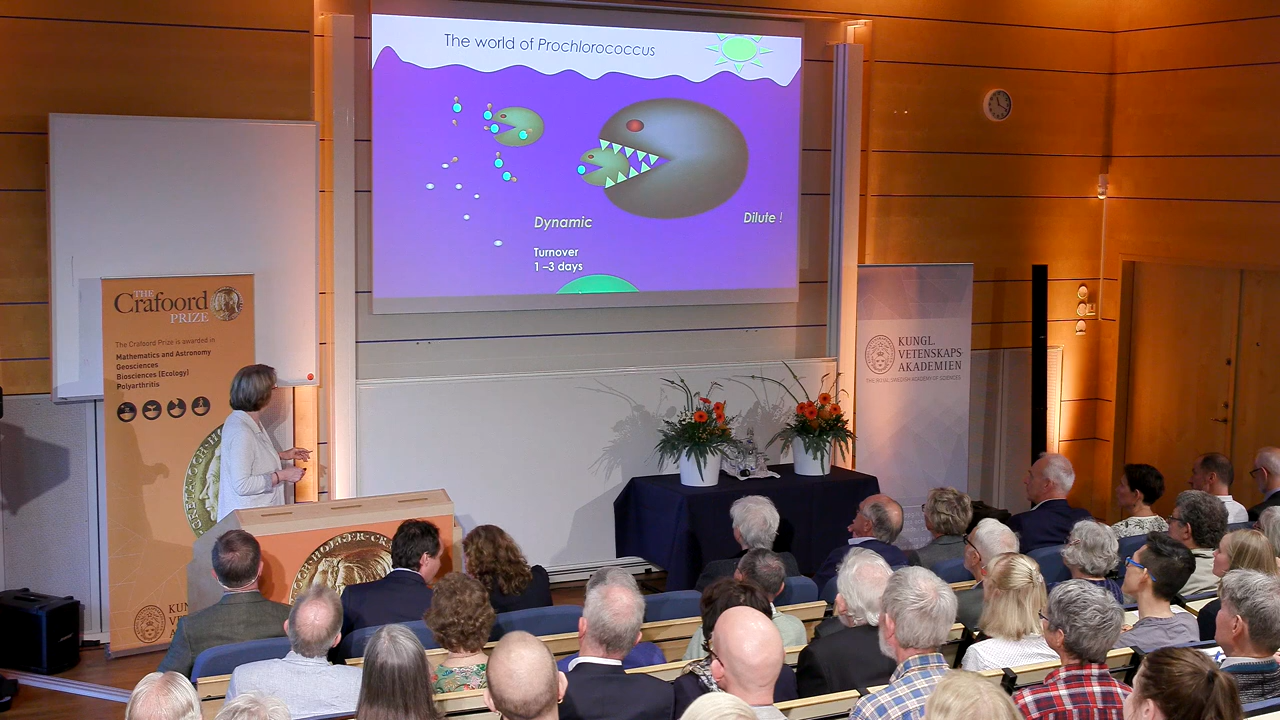 The world of Prochlorococcus
Dynamic
Dilute !
Turnover
1 –3 days
THE
Crafoord
PRIZE
The Crafoord Prize is awarded in
Mathematics and Astronomy
Geosciences
Biosciences (Ecology)
Polyarthritis
KUNGL.
VETENSKAPS-
AKADEMIEN
THE ROYAL SWEDISH ACADEMY OF SCIENCES